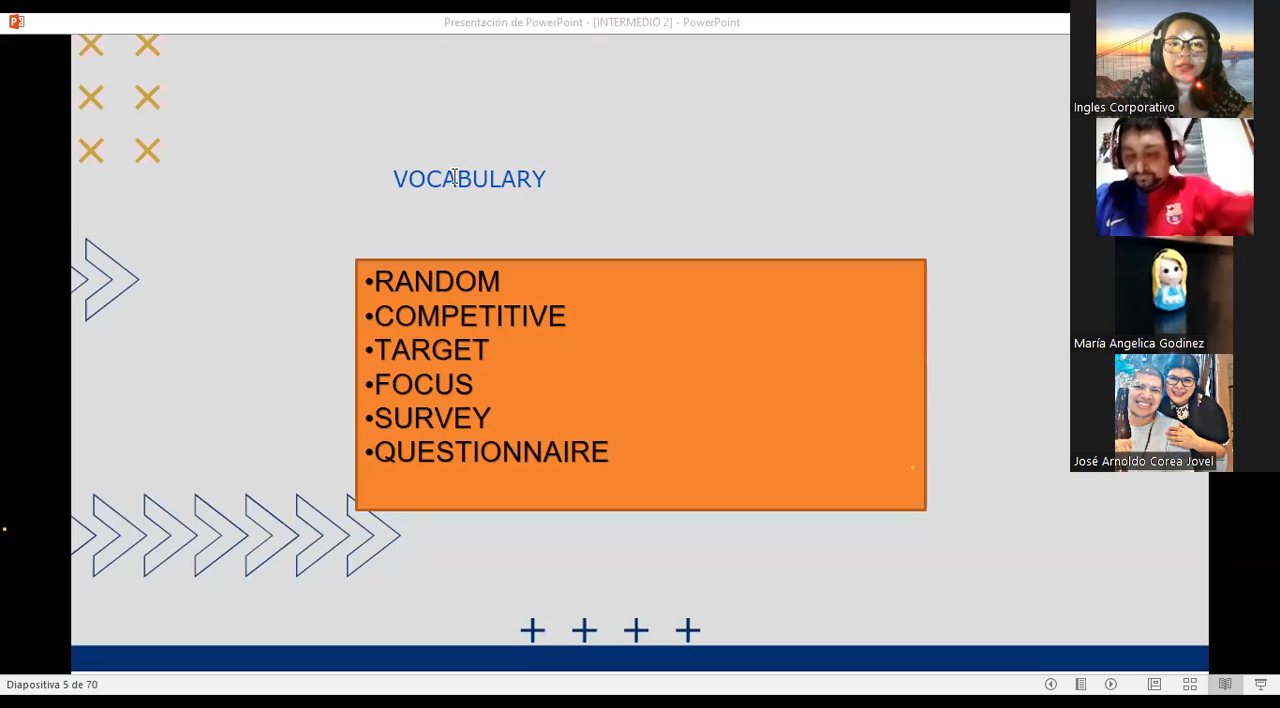 Presentación de PowerPoint - [INTERMEDIO 2] - PowerPoint
Ingles Corporativo
VOCABULARY
•RANDOM
•COMPETITIVE
•TARGET
•FOCUS
•SURVEY
•QUESTIONNAIRE
María Angelica Godinez
José Arnoldo Corea Jovel
Diapositiva 5 de 70